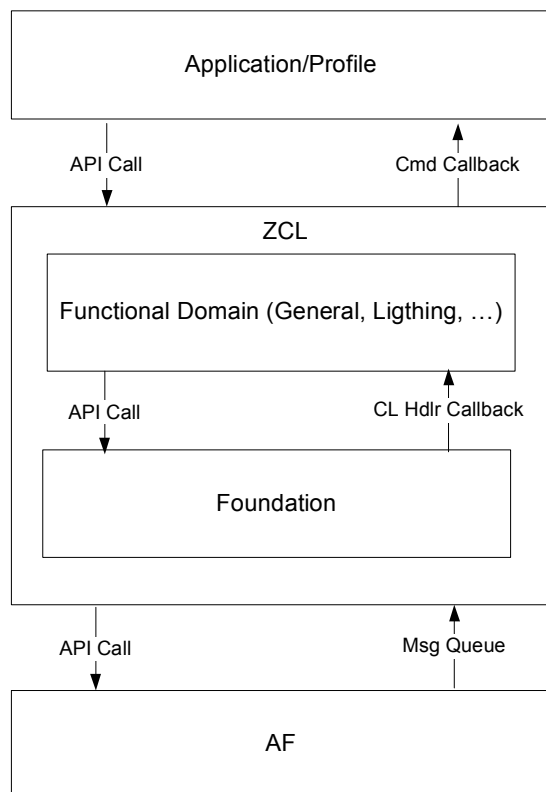 Application/Profile
API Call
Cmd Callback
ZCL
Functional Domain (General, Ligthing, …)
API Call
CL Hdlr Callback
Foundation
API Call
Msg Queue
AF